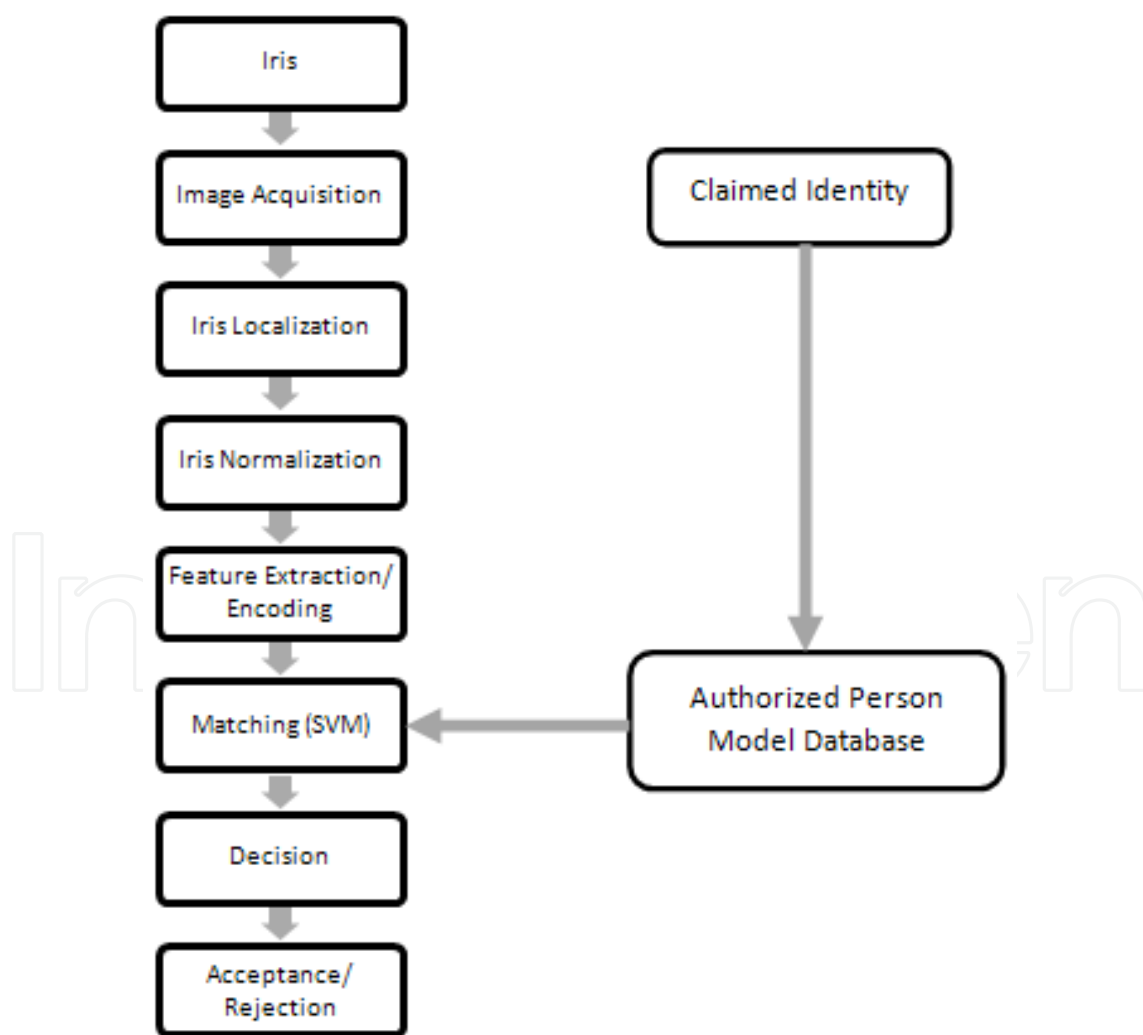 Iris
Image Acquisition
Claimed Identity
Iris Localization
Iris Normalization
Feature Extraction/
Encoding
Authorized Person
Model Database
Matching (SVM)
Decision
Acceptance/
Rejection